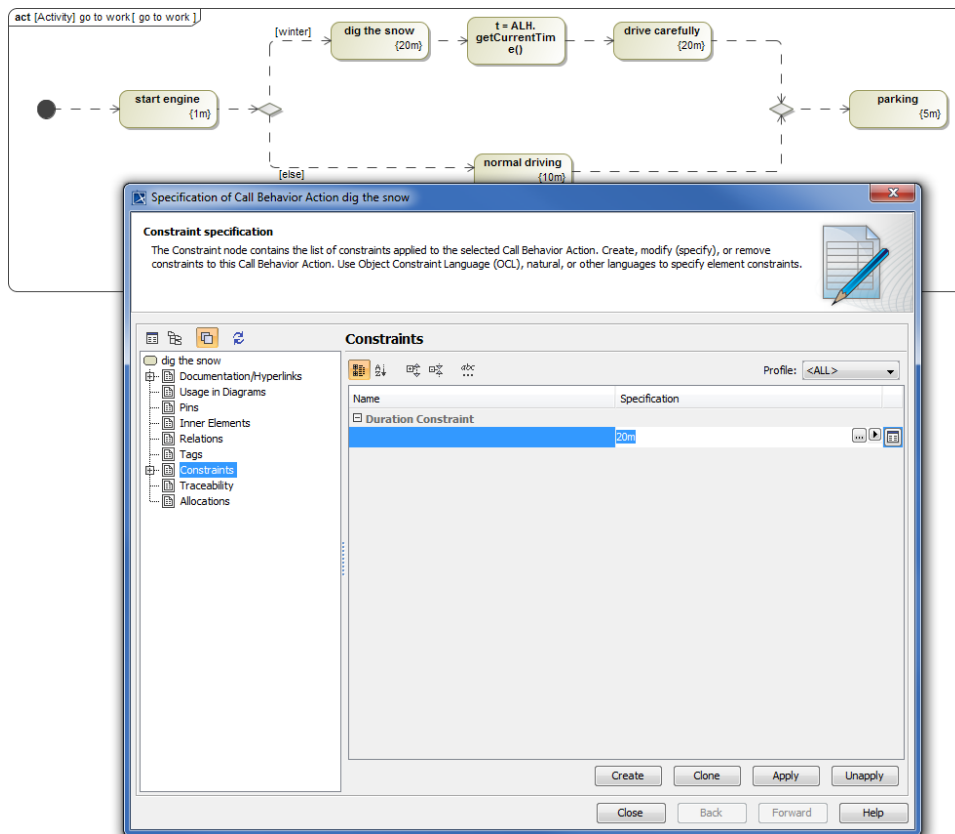 act [Activity] go to work[ go to work ]
[winter]
dig the snow
{20m}
t = ALH.
getCurrentTim
e()
drive carefully
{20m}
start engine
{1m}
parking
{5m}
normal driving
{10m}
[else]
Specification of Call Behavior Action dig the snow
Constraint specification
The Constraint node contains the list of constraints applied to the selected Call Behavior Action. Create, modify (specify), or remove
constraints to this Call Behavior Action. Use Object Constraint Language (OCL), natural, or other languages to specify element constraints.
Constraints
dig the snow
Documentation/Hyperlinks
Usage in Diagrams
Pins
Inner Elements
Relations
Tags
Constraints
Traceability
Allocations
abc
Profile: <ALL>
Name Specification
Duration Constraint
20m
Create Clone Apply Unapply
Close Back Forward Help